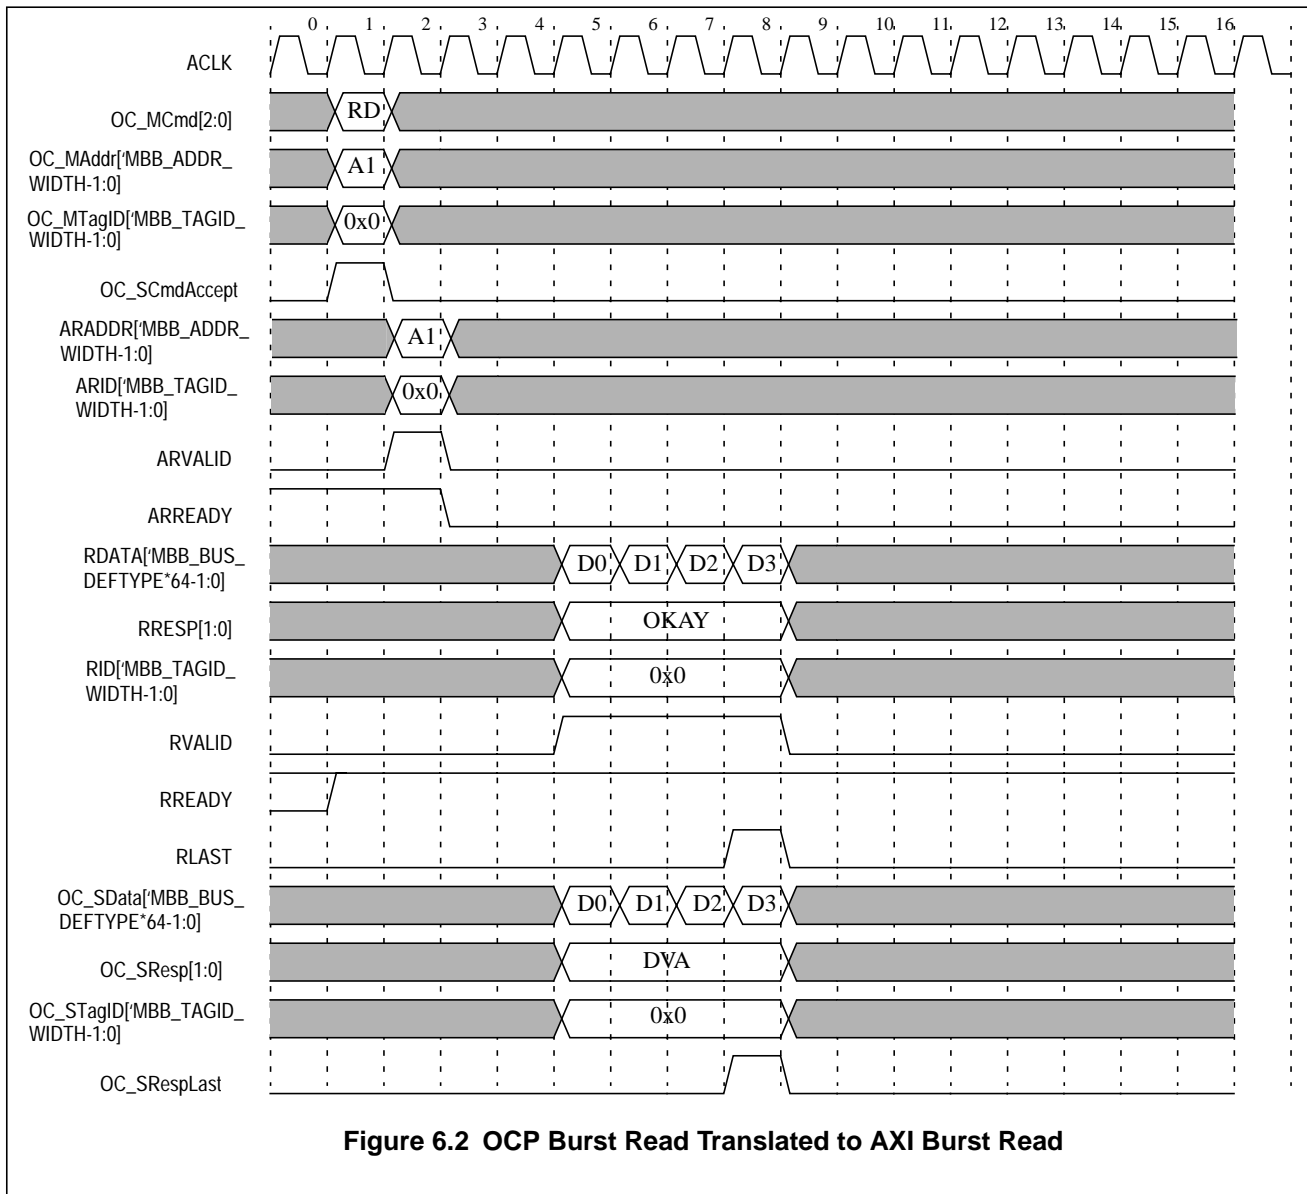 0 1 2 3 4 5 6 7 8 9 10 11 12 13 14 15 16
ACLK
OC_MCmd[2:0]
RD
OC_MAddr[‘MBB_ADDR_
WIDTH-1:0]
A1
OC_MTagID[‘MBB_TAGID_
WIDTH-1:0]
0x0
OC_SCmdAccept
ARADDR[‘MBB_ADDR_
WIDTH-1:0]
A1
ARID[‘MBB_TAGID_
WIDTH-1:0]
0x0
ARVALID
ARREADY
RDATA[‘MBB_BUS_
DEFTYPE*64-1:0]
D0 D1 D2 D3
RRESP[1:0]
OKAY
RID[‘MBB_TAGID_
WIDTH-1:0]
0x0
RVALID
RREADY
RLAST
OC_SData[‘MBB_BUS_
DEFTYPE*64-1:0]
D0 D1 D2 D3
OC_SResp[1:0]
DVA
OC_STagID[‘MBB_TAGID_
WIDTH-1:0]
0x0
OC_SRespLast
Figure 6.2 OCP Burst Read Translated to AXI Burst Read